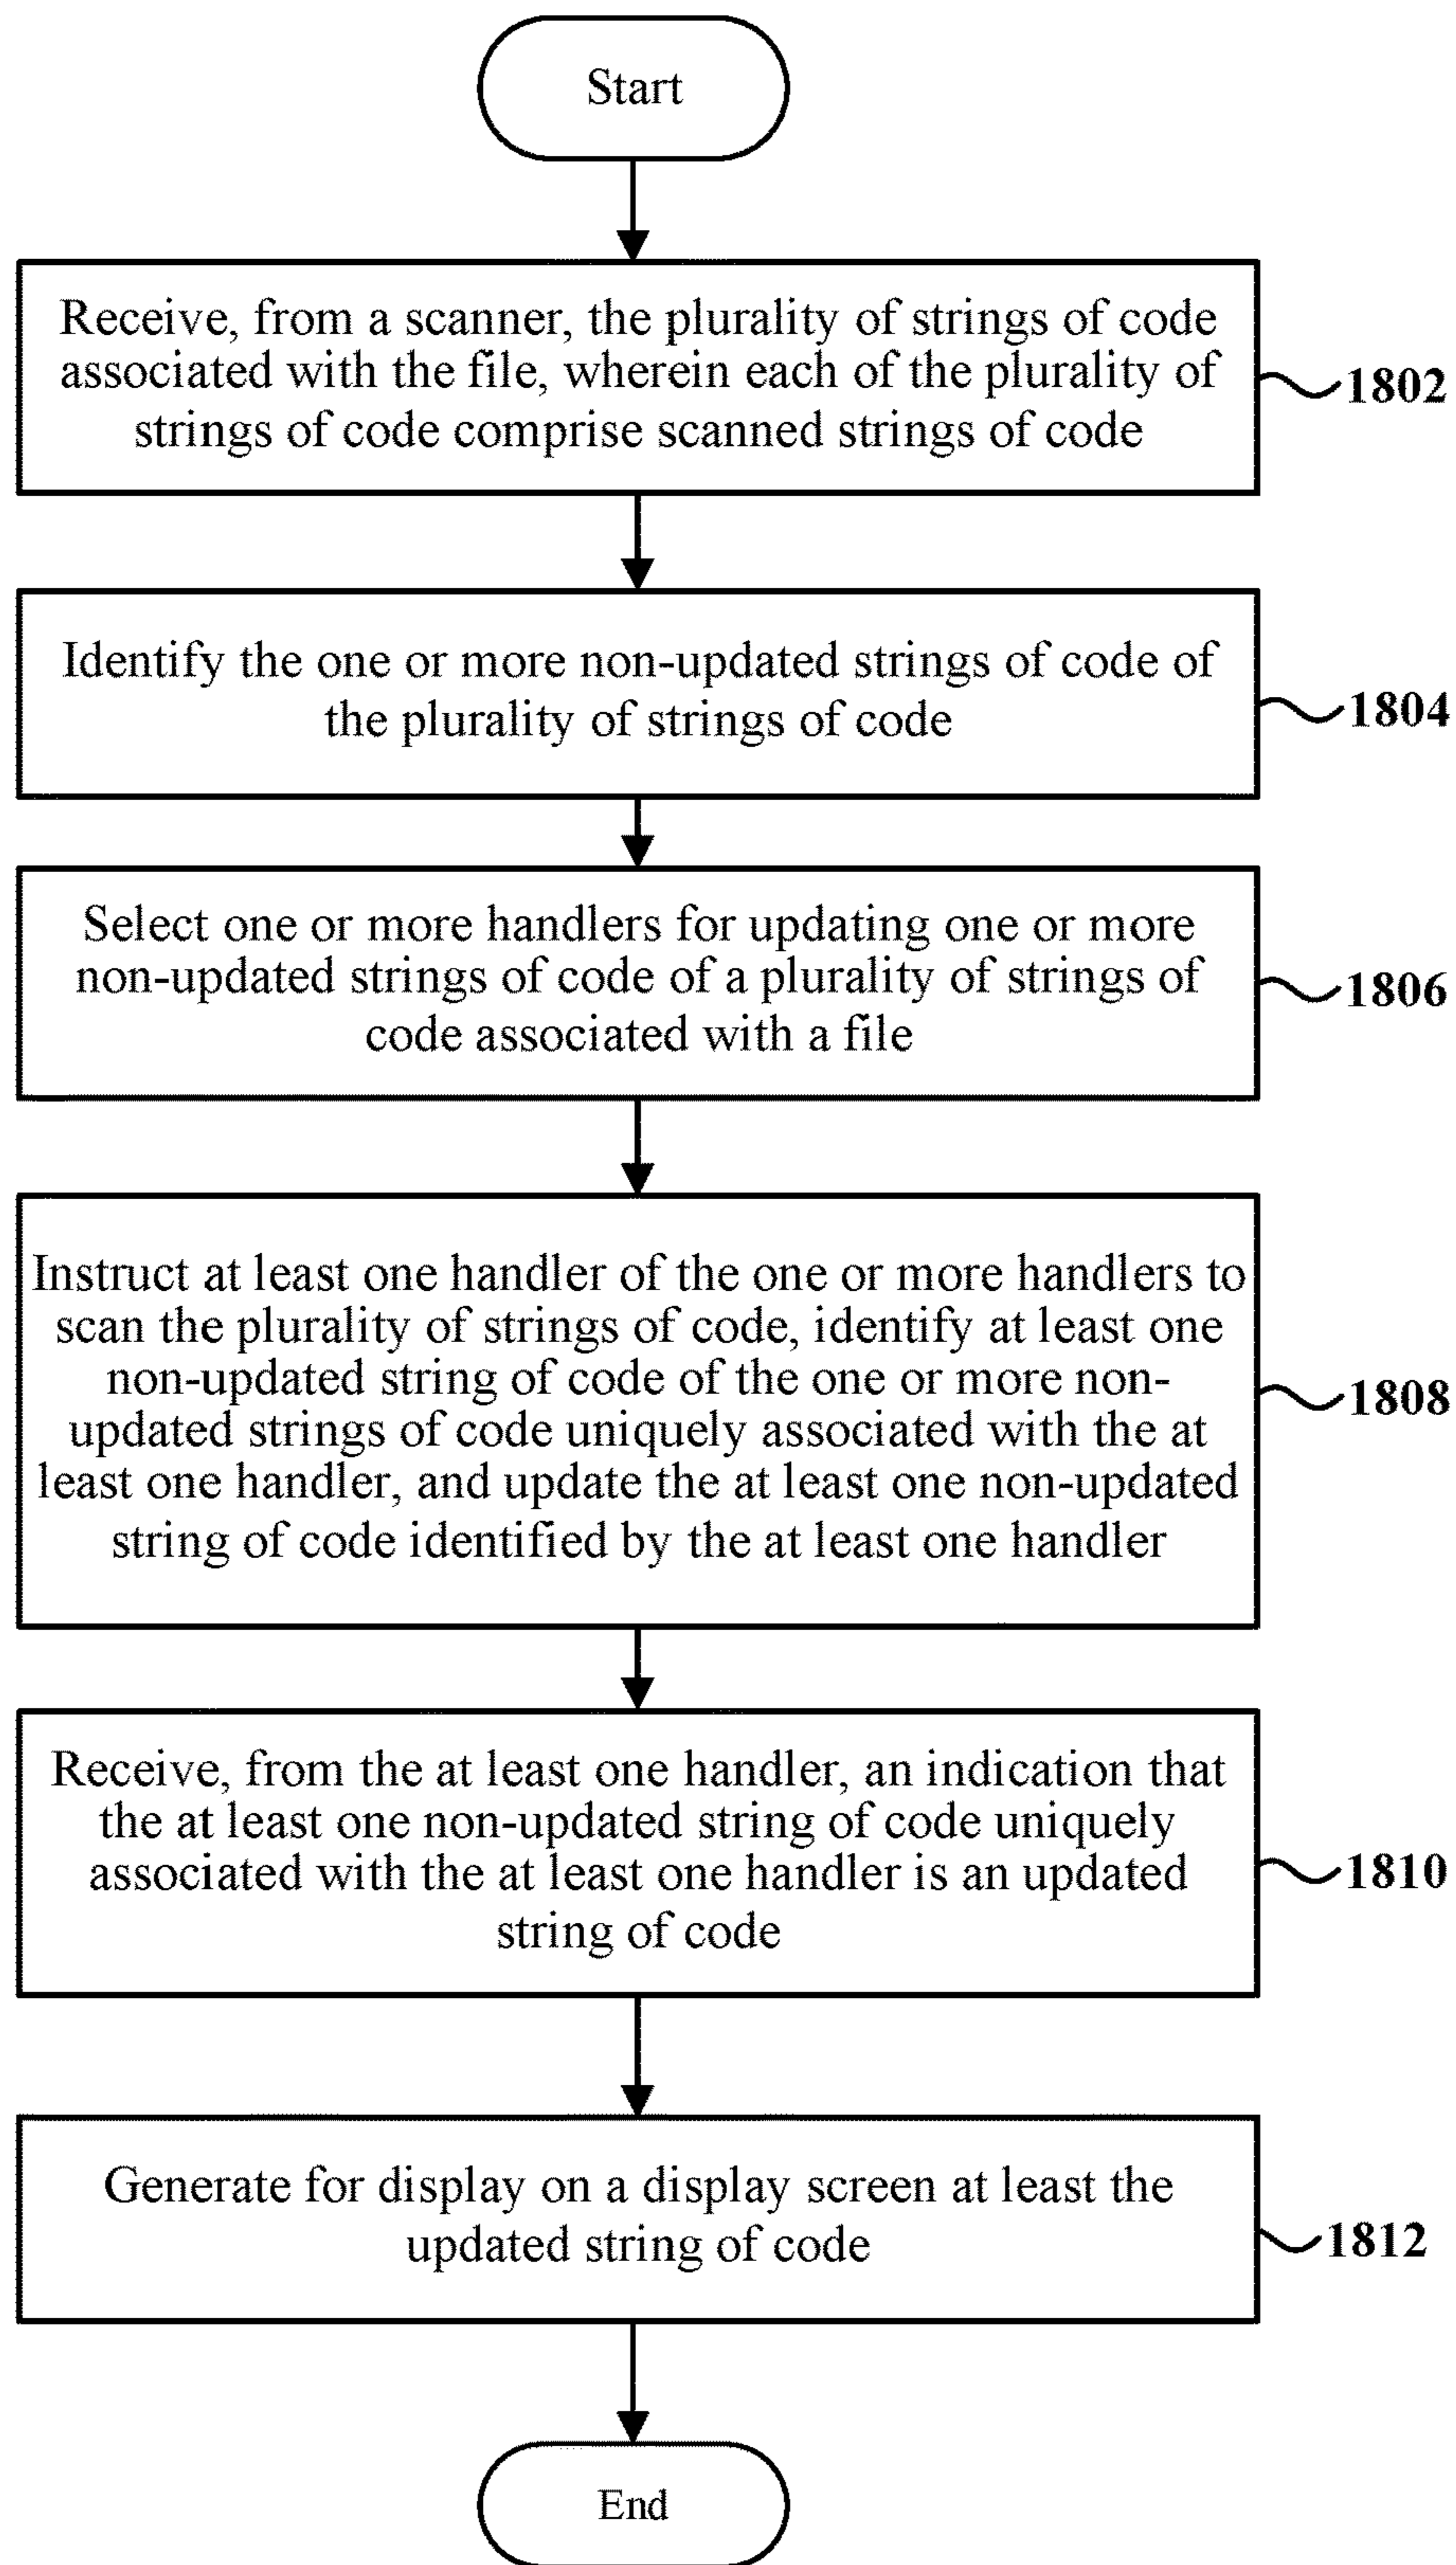 Start
Receive, from a scanner, the plurality of strings of code
associated with the file, wherein each of the plurality of
strings of code comprise scanned strings of code
1802
Identify the one or more non-updated strings of code of
the plurality of strings of code
1804
Select one or more handlers for updating one or more
non-updated strings of code of a plurality of strings of
code associated with a file
1806
Instruct at least one handler of the one or more handlers to
scan the plurality of strings of code, identify at least one
non-updated string of code of the one or more non-
updated strings of code uniquely associated with the at
least one handler, and update the at least one non-updated
string of code identified by the at least one handler
1808
Receive, from the at least one handler, an indication that
the at least one non-updated string of code uniquely
associated with the at least one handler is an updated
string of code
1810
Generate for display on a display screen at least the
updated string of code
1812
End